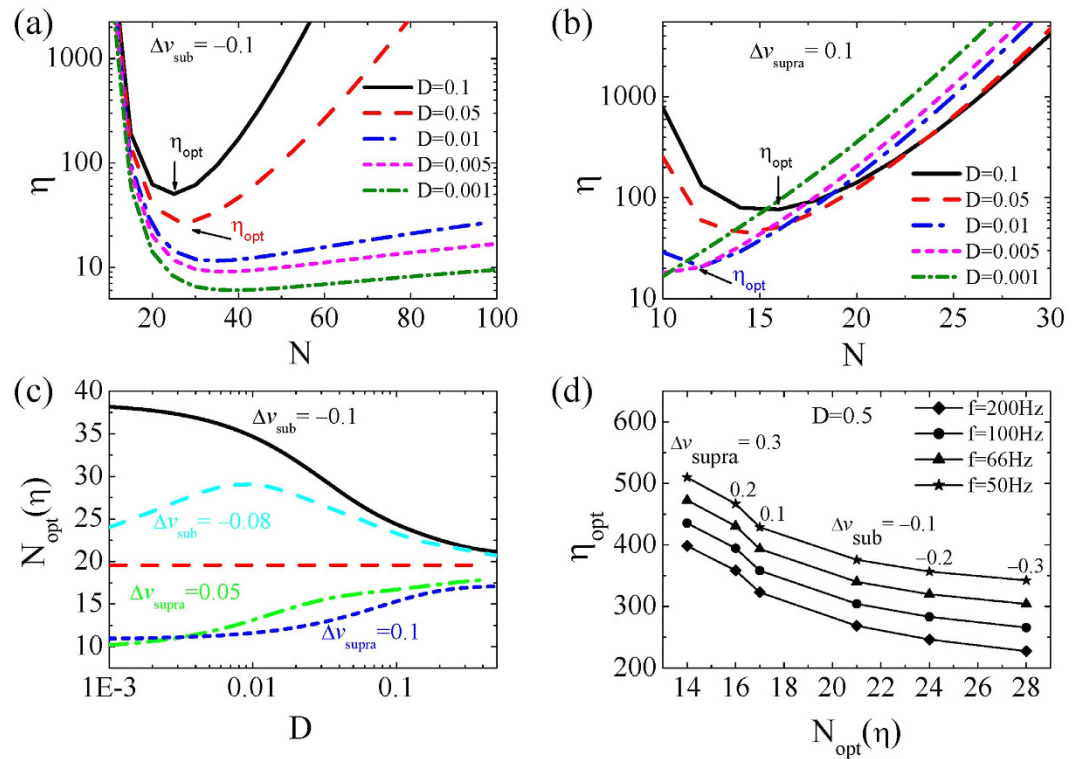 (a)
Δv_sub = –0.1
D=0.1
D=0.05
D=0.01
D=0.005
D=0.001
η_opt
η_opt
η
1000
100
10
20 40 60 80 100
N
(b)
Δv_supra = 0.1
η_opt
η_opt
D=0.1
D=0.05
D=0.01
D=0.005
D=0.001
η
1000
100
10
10 15 20 25 30
N
(c)
Δv_sub = –0.1
Δv_sub = –0.08
Δv_supra = 0.05
Δv_supra = 0.1
N_opt(η)
40
35
30
25
20
15
10
1E-3 0.01 0.1
D
(d)
D=0.5
f=200Hz
f=100Hz
f=66Hz
f=50Hz
Δv_supra = 0.3
0.2
0.1
Δv_sub = –0.1
–0.2
–0.3
η_opt
600
500
400
300
200
14 16 18 20 22 24 26 28
N_opt(η)